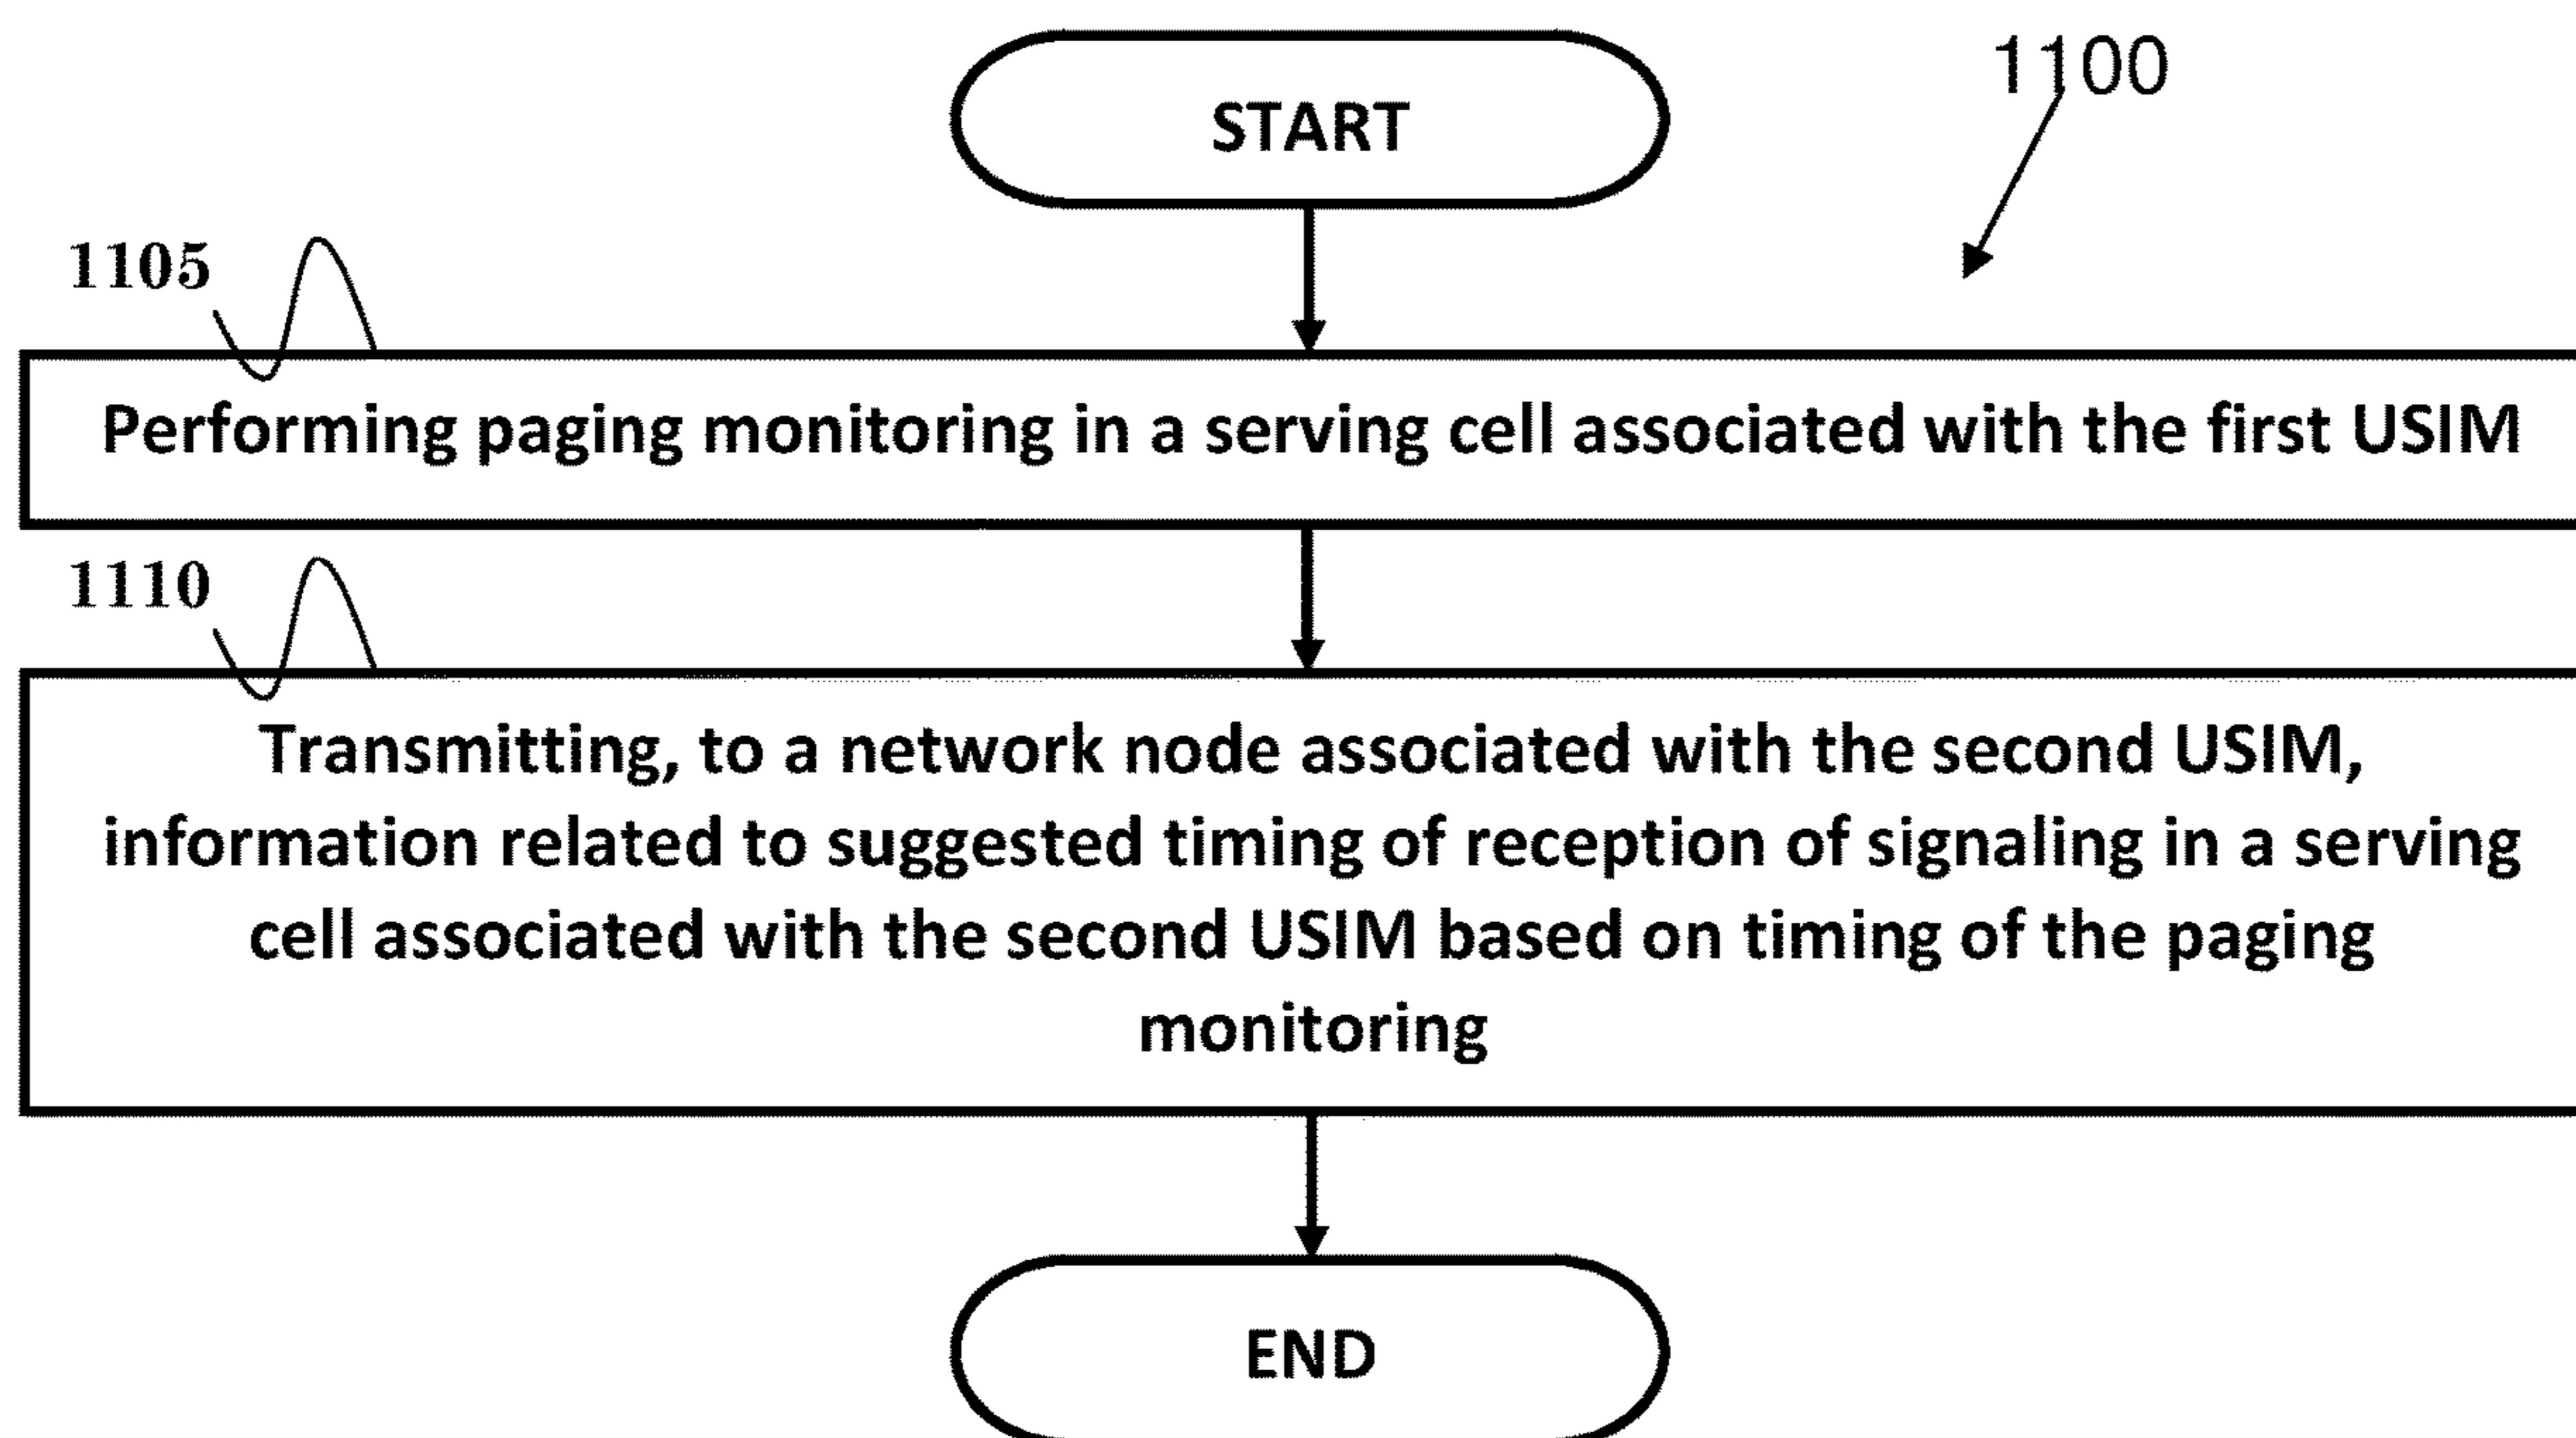 START
1100
1105
Performing paging monitoring in a serving cell associated with the first USIM
1110
Transmitting, to a network node associated with the second USIM,
information related to suggested timing of reception of signaling in a serving
cell associated with the second USIM based on timing of the paging
monitoring
END